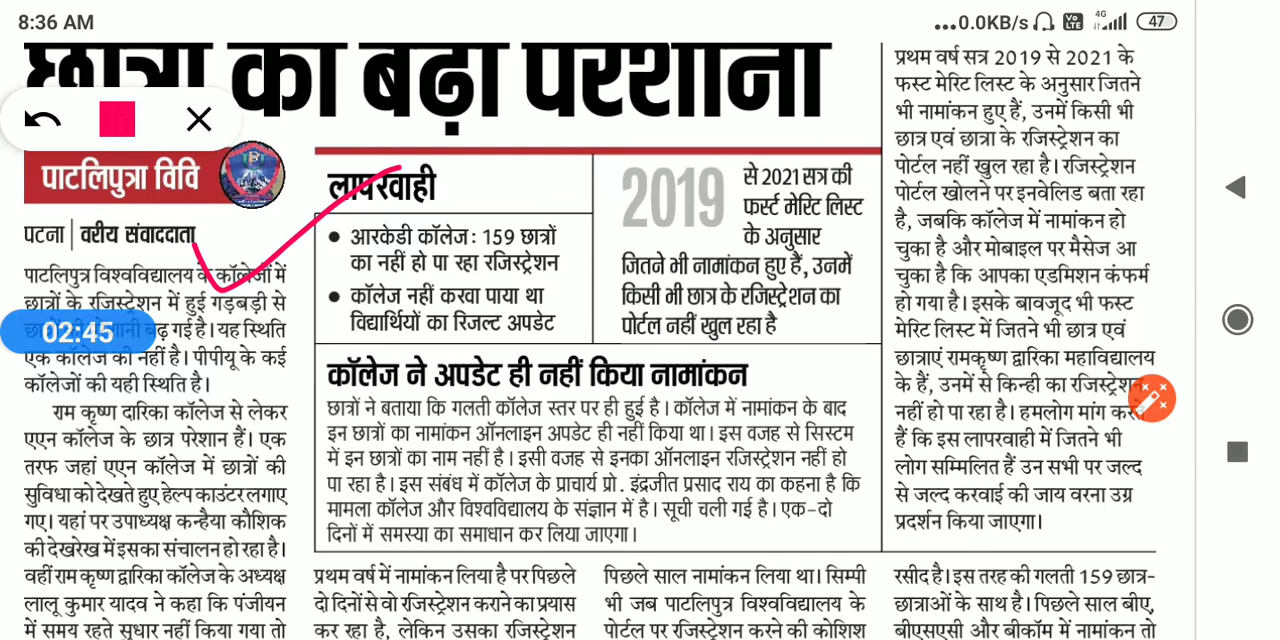 8:36 AM
...0.0KB/s Vo LTE 4G 47
छात्रों का बढ़ी परेशानी
पाटलिपुत्रा विवि
पटना | वरीय संवाददाता
पाटलिपुत्र विश्वविद्यालय के कॉलेजों में
छात्रों के रजिस्ट्रेशन में हुई गड़बड़ी से
बढ़ गई है। यह स्थिति
02:45
एक कॉलेज की नहीं है। पीपीयू के कई
कॉलेजों की यही स्थिति है।
राम कृष्ण दारिका कॉलेज से लेकर
एएन कॉलेज के छात्र परेशान हैं। एक
तरफ जहां एएन कॉलेज में छात्रों की
सुविधा को देखते हुए हेल्प काउंटर लगाए
गए। यहां पर उपाध्यक्ष कन्हैया कौशिक
की देखरेख में इसका संचालन हो रहा है।
वहीं राम कृष्ण द्वारिका कॉलेज के अध्यक्ष
लालू कुमार यादव ने कहा कि पंजीयन
में समय रहते सुधार नहीं किया गया तो
लापरवाही
● आरकेडी कॉलेज: 159 छात्रों
का नहीं हो पा रहा रजिस्ट्रेशन
● कॉलेज नहीं करवा पाया था
विद्यार्थियों का रिजल्ट अपडेट
2019 से 2021 सत्र की
फर्स्ट मेरिट लिस्ट
के अनुसार
जितने भी नामांकन हुए हैं, उनमें
किसी भी छात्र के रजिस्ट्रेशन का
पोर्टल नहीं खुल रहा है
कॉलेज ने अपडेट ही नहीं किया नामांकन
छात्रों ने बताया कि गलती कॉलेज स्तर पर ही हुई है। कॉलेज में नामांकन के बाद
इन छात्रों का नामांकन ऑनलाइन अपडेट ही नहीं किया था। इस वजह से सिस्टम
में इन छात्रों का नाम नहीं है। इसी वजह से इनका ऑनलाइन रजिस्ट्रेशन नहीं हो
पा रहा है। इस संबंध में कॉलेज के प्राचार्य प्रो. इंद्रजीत प्रसाद राय का कहना है कि
मामला कॉलेज और विश्वविद्यालय के संज्ञान में है। सूची चली गई है। एक-दो
दिनों में समस्या का समाधान कर लिया जाएगा।
प्रथम वर्ष में नामांकन लिया है पर पिछले
दो दिनों से वो रजिस्ट्रेशन कराने का प्रयास
कर रहा है, लेकिन उसका रजिस्ट्रेशन
पिछले साल नामांकन लिया था। सिम्पी
भी जब पाटलिपुत्र विश्वविद्यालय के
पोर्टल पर रजिस्ट्रेशन करने की कोशिश
प्रथम वर्ष सत्र 2019 से 2021 के
फस्ट मेरिट लिस्ट के अनुसार जितने
भी नामांकन हुए हैं, उनमें किसी भी
छात्र एवं छात्रा के रजिस्ट्रेशन का
पोर्टल नहीं खुल रहा है। रजिस्ट्रेशन
पोर्टल खोलने पर इनवेलिड बता रहा
है, जबकि कॉलेज में नामांकन हो
चुका है और मोबाइल पर मैसेज आ
चुका है कि आपका एडमिशन कंफर्म
हो गया है। इसके बावजूद भी फस्ट
मेरिट लिस्ट में जितने भी छात्र एवं
छात्राएं रामकृष्ण द्वारिका महाविद्यालय
के हैं, उनमें से किन्ही का रजिस्ट्रेशन
नहीं हो पा रहा है। हमलोग मांग करते
हैं कि इस लापरवाही में जितने भी
लोग सम्मिलित हैं उन सभी पर जल्द
से जल्द करवाई की जाय वरना उग्र
प्रदर्शन किया जाएगा।
रसीद है। इस तरह की गलती 159 छात्र-
छात्राओं के साथ है। पिछले साल बीए,
बीएससी और बीकॉम में नामांकन तो